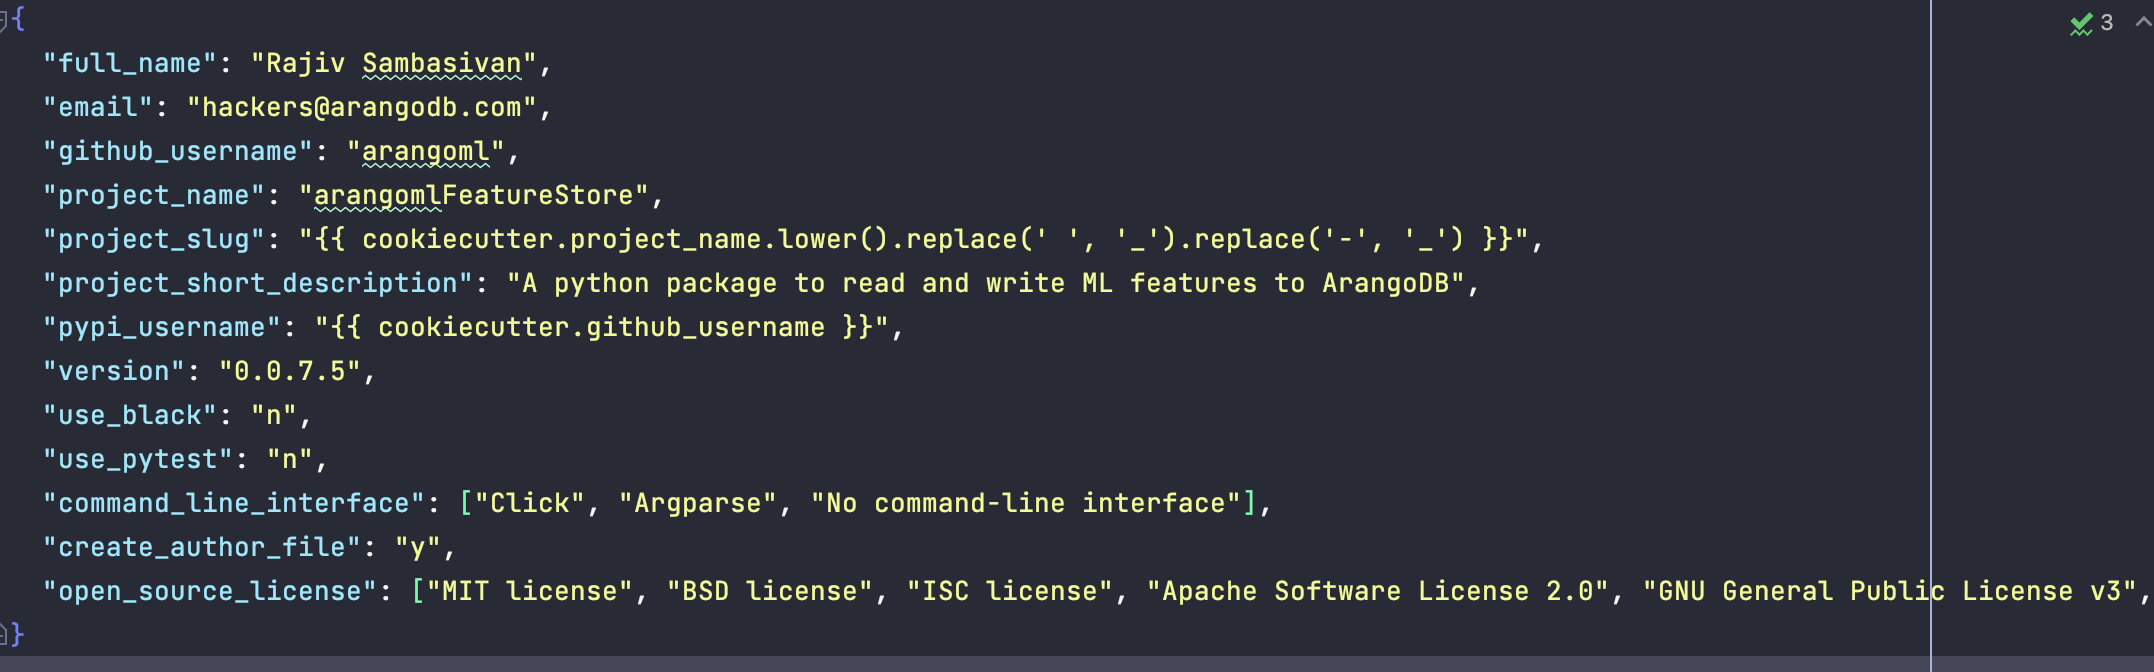 {
"full_name": "Rajiv Sambasivan",
"email": "hackers@arangodb.com",
"github_username": "arangoml",
"project_name": "arangomlFeatureStore",
"project_slug": "{{ cookiecutter.project_name.lower().replace(' ', '_').replace('-', '_') }}",
"project_short_description": "A python package to read and write ML features to ArangoDB",
"pypi_username": "{{ cookiecutter.github_username }}",
"version": "0.0.7.5",
"use_black": "n",
"use_pytest": "n",
"command_line_interface": ["Click", "Argparse", "No command-line interface"],
"create_author_file": "y",
"open_source_license": ["MIT license", "BSD license", "ISC license", "Apache Software License 2.0", "GNU General Public License v3",
}
3